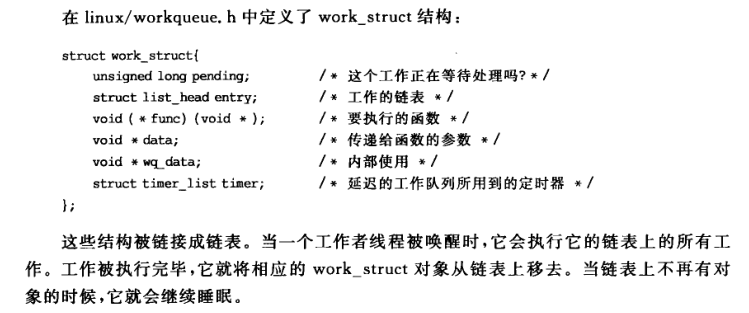 在 linux/workqueue.h 中定义了 work_struct 结构：
struct work_struct{
unsigned long pending; /* 这个工作正在等待处理吗? */
struct list_head entry; /* 工作的链表 */
void (* func) (void *); /* 要执行的函数 */
void * data; /* 传递给函数的参数 */
void * wq_data; /* 内部使用 */
struct timer_list timer; /* 延迟的工作队列所用到的定时器 */
};
这些结构被链接成链表。当一个工作者线程被唤醒时,它会执行它的链表上的所有工
作。工作被执行完毕,它就将相应的 work_struct 对象从链表上移去。当链表上不再有对
象的时候,它就会继续睡眠。